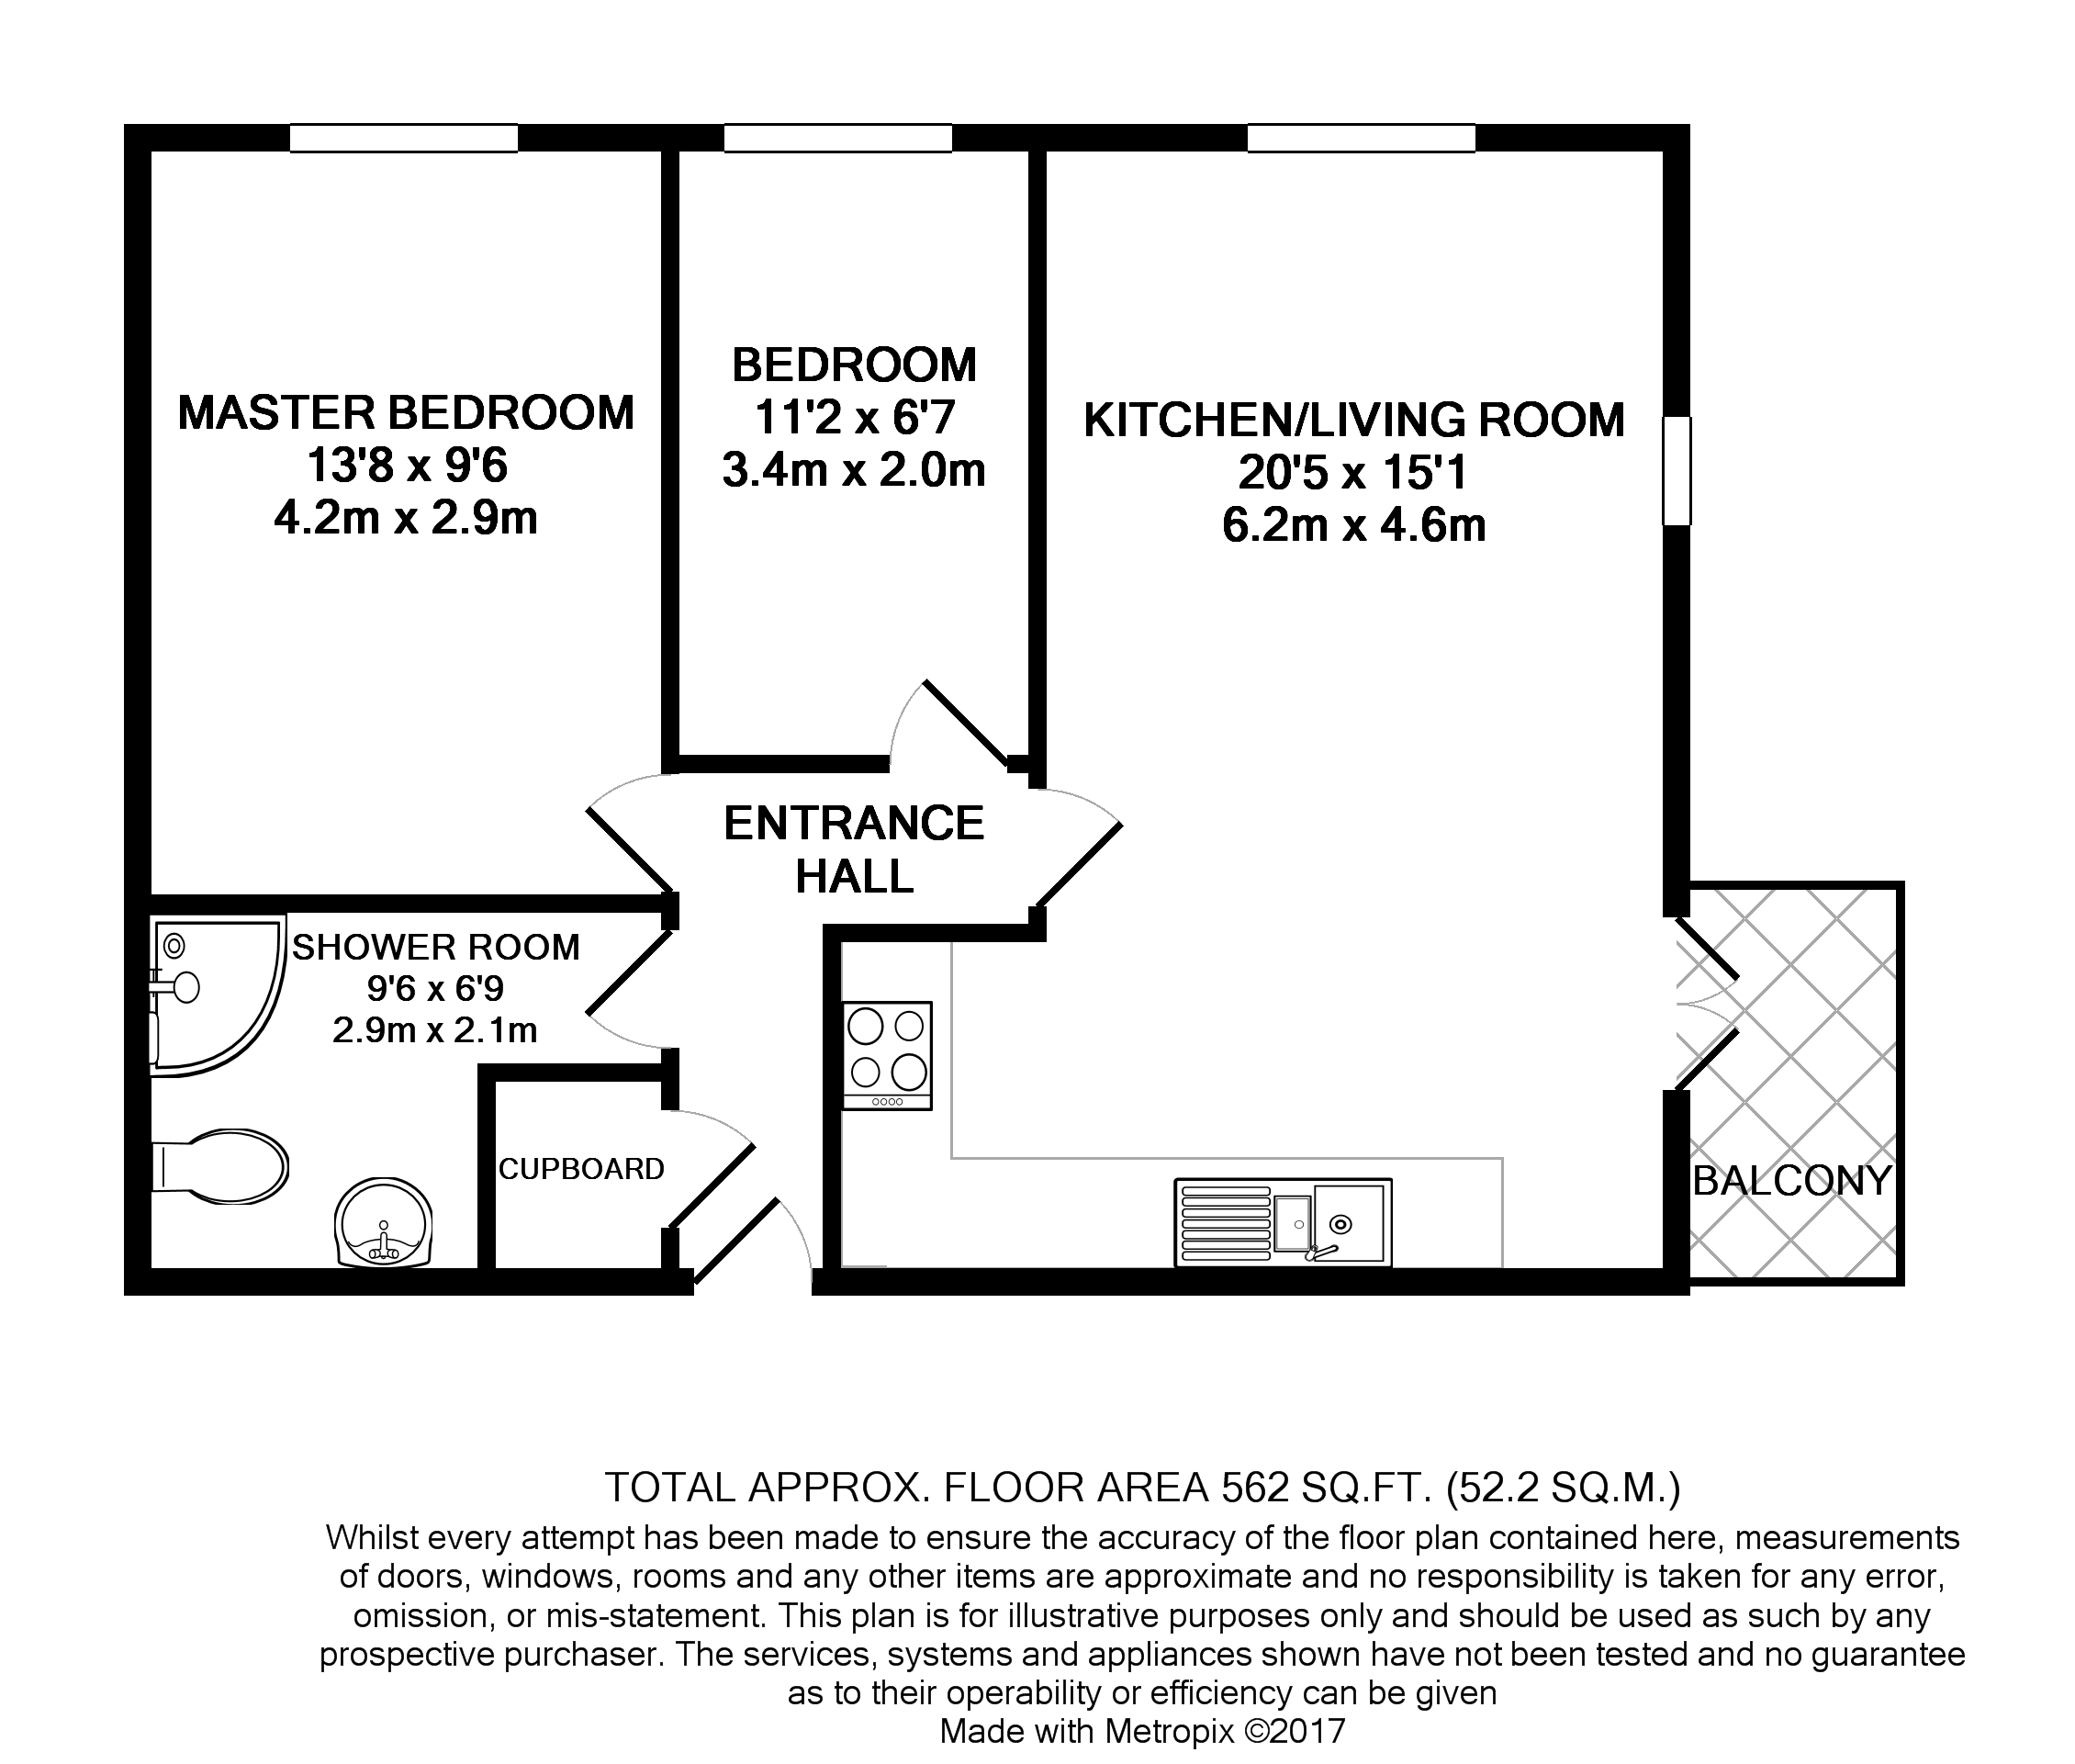 MASTER BEDROOM
13'8 x 9'6
4.2m x 2.9m
BEDROOM
11'2 x 6'7
3.4m x 2.0m
KITCHEN/LIVING ROOM
20'5 x 15'1
6.2m x 4.6m
ENTRANCE
HALL
SHOWER ROOM
9'6 x 6'9
2.9m x 2.1m
CUPBOARD
BALCONY
TOTAL APPROX. FLOOR AREA 562 SQ.FT. (52.2 SQ.M.)
Whilst every attempt has been made to ensure the accuracy of the floor plan contained here, measurements
of doors, windows, rooms and any other items are approximate and no responsibility is taken for any error,
omission, or mis-statement. This plan is for illustrative purposes only and should be used as such by any
prospective purchaser. The services, systems and appliances shown have not been tested and no guarantee
as to their operability or efficiency can be given
Made with Metropix ©2017